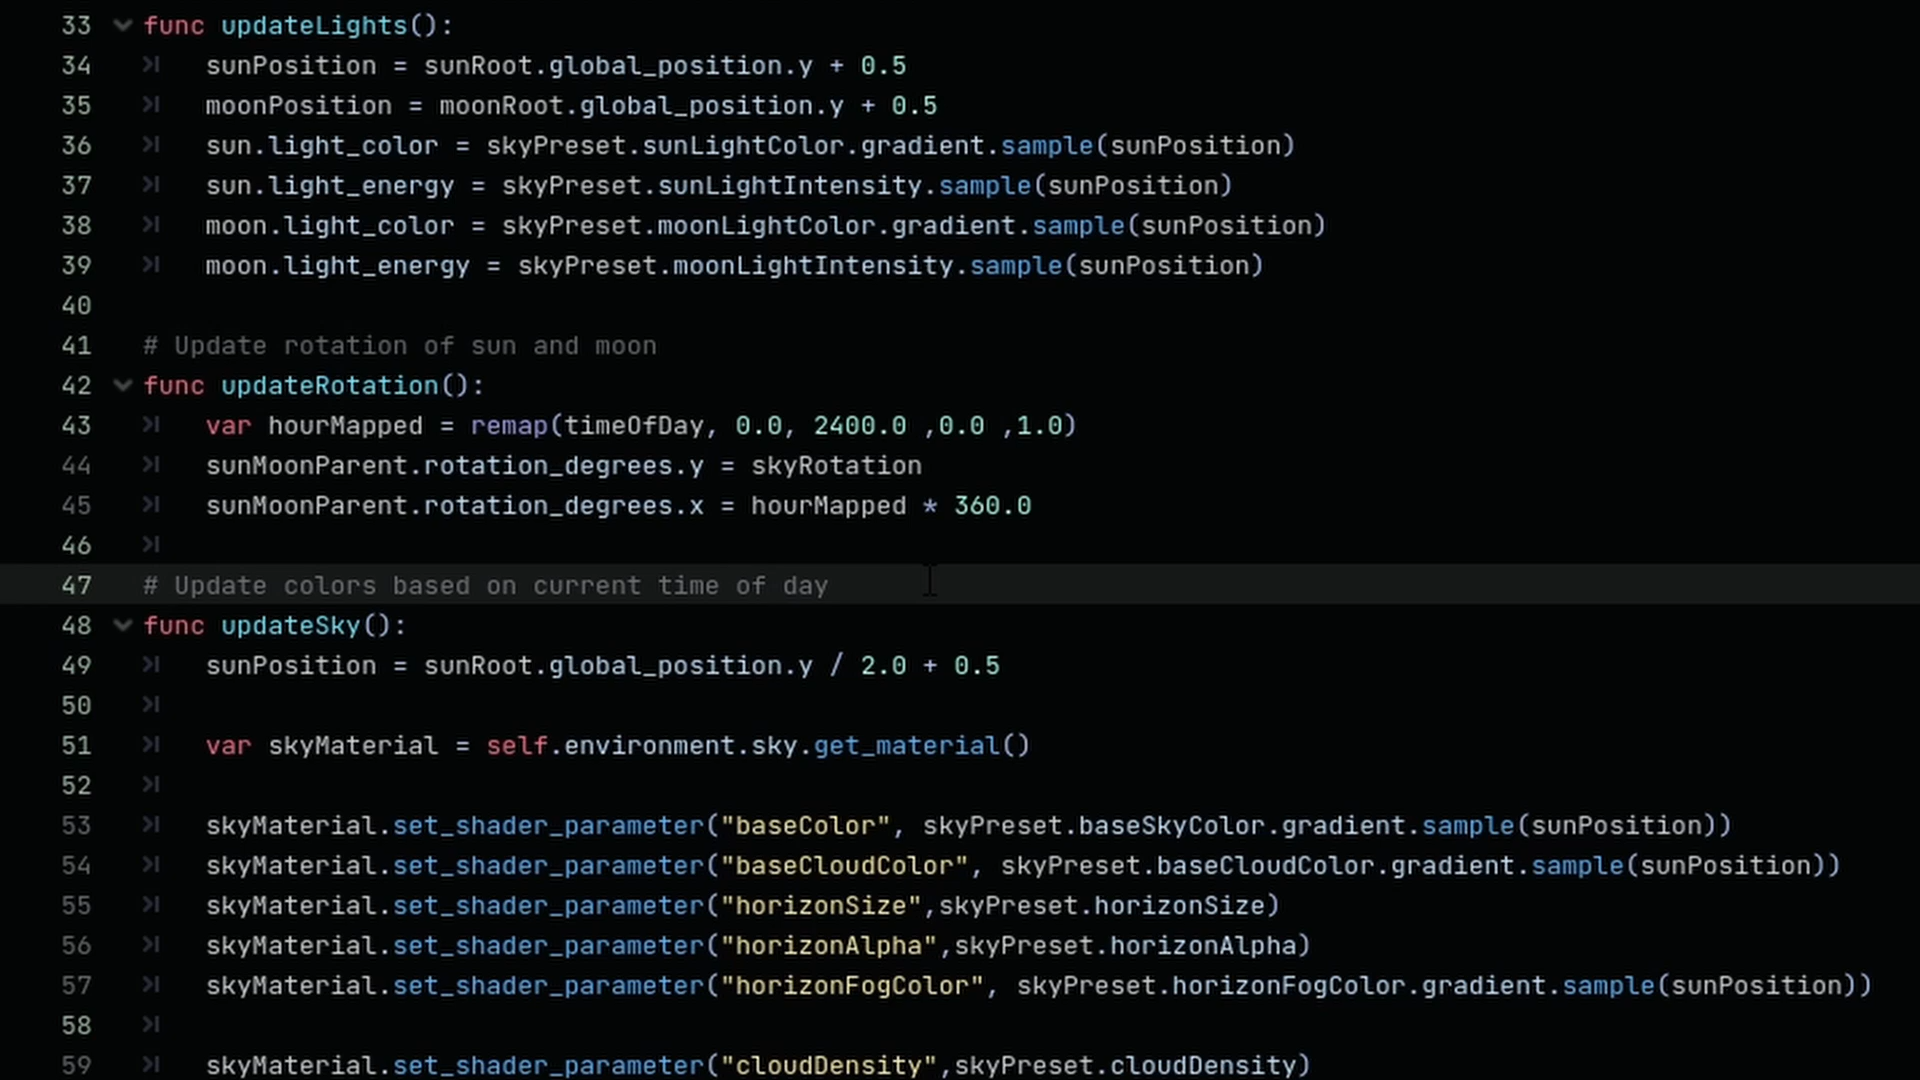 33 func updateLights():
34 sunPosition = sunRoot.global_position.y + 0.5
35 moonPosition = moonRoot.global_position.y + 0.5
36 sun.light_color = skyPreset.sunLightColor.gradient.sample(sunPosition)
37 sun.light_energy = skyPreset.sunLightIntensity.sample(sunPosition)
38 moon.light_color = skyPreset.moonLightColor.gradient.sample(sunPosition)
39 moon.light_energy = skyPreset.moonLightIntensity.sample(sunPosition)
40
41 # Update rotation of sun and moon
42 func updateRotation():
43 var hourMapped = remap(timeOfDay, 0.0, 2400.0 ,0.0 ,1.0)
44 sunMoonParent.rotation_degrees.y = skyRotation
45 sunMoonParent.rotation_degrees.x = hourMapped * 360.0
46
47 # Update colors based on current time of day
48 func updateSky():
49 sunPosition = sunRoot.global_position.y / 2.0 + 0.5
50
51 var skyMaterial = self.environment.sky.get_material()
52
53 skyMaterial.set_shader_parameter("baseColor", skyPreset.baseSkyColor.gradient.sample(sunPosition))
54 skyMaterial.set_shader_parameter("baseCloudColor", skyPreset.baseCloudColor.gradient.sample(sunPosition))
55 skyMaterial.set_shader_parameter("horizonSize",skyPreset.horizonSize)
56 skyMaterial.set_shader_parameter("horizonAlpha",skyPreset.horizonAlpha)
57 skyMaterial.set_shader_parameter("horizonFogColor", skyPreset.horizonFogColor.gradient.sample(sunPosition))
58
59 skyMaterial.set_shader_parameter("cloudDensity",skyPreset.cloudDensity)